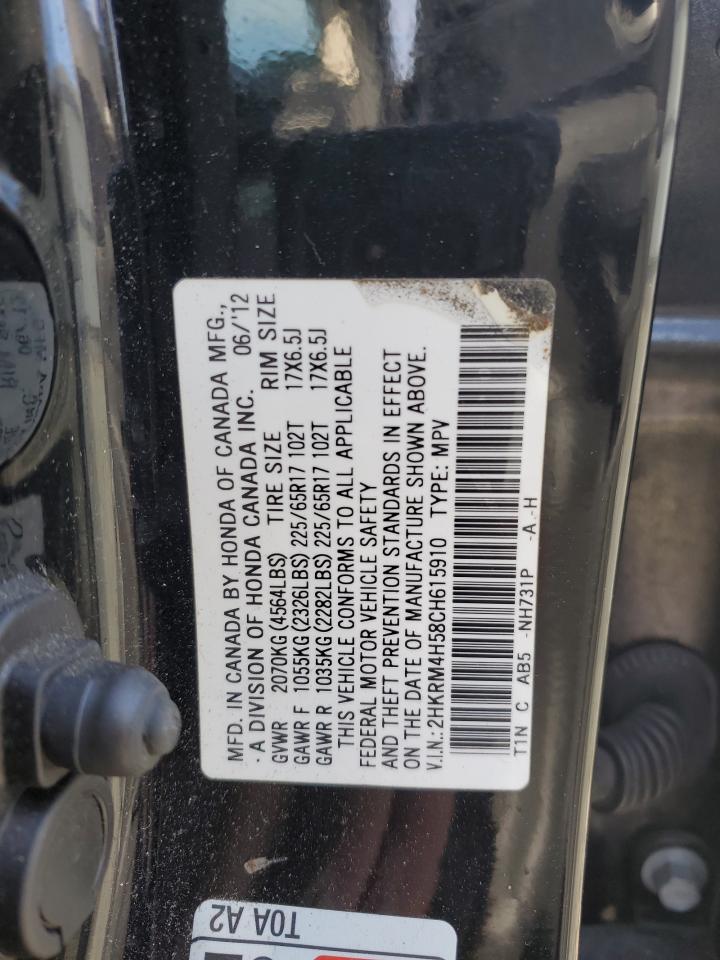 MFD. IN CANADA BY HONDA OF CANADA MFG.,
A DIVISION OF HONDA CANADA INC. 06/'12
GVWR 2070KG (4564LBS) TIRE SIZE RIM SIZE
GAWR F 1055KG (2326LBS) 225/65R17 102T 17X6.5J
GAWR R 1035KG (2282LBS) 225/65R17 102T 17X6.5J
THIS VEHICLE CONFORMS TO ALL APPLICABLE
FEDERAL MOTOR VEHICLE SAFETY
AND THEFT PREVENTION STANDARDS IN EFFECT
ON THE DATE OF MANUFACTURE SHOWN ABOVE.
V.I.N.: 2HKRM4H58CH615910 TYPE: MPV
T1N C AB5 -NH731P -A.-H
TOA A2